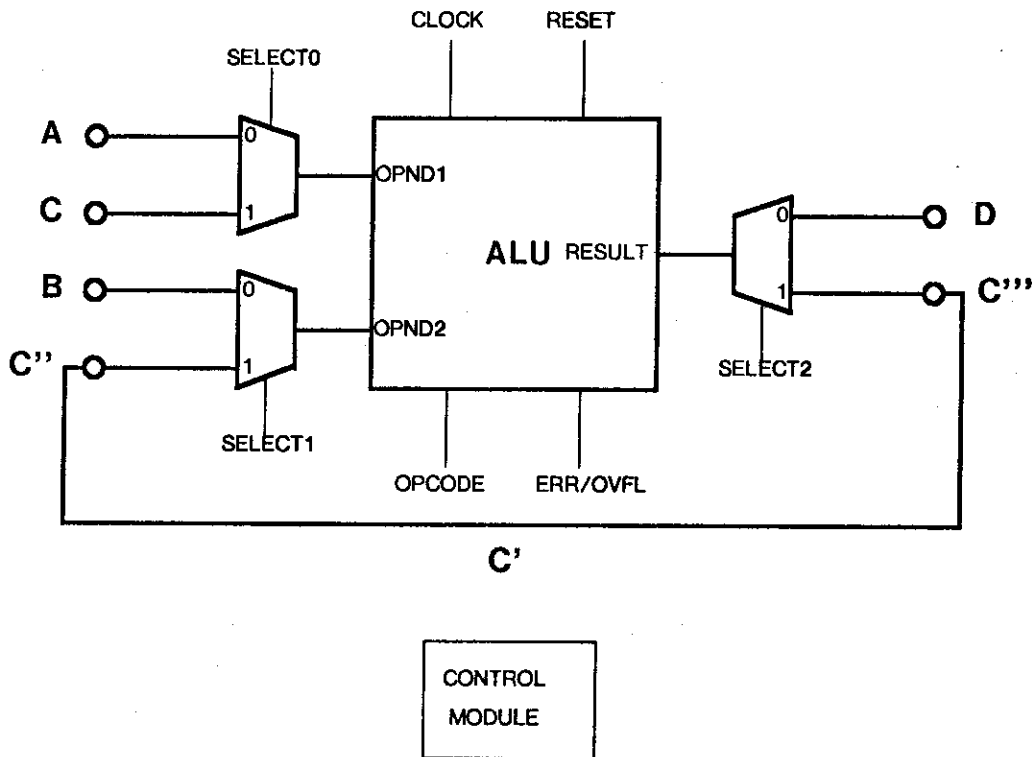 CLOCK
RESET
SELECT0
A
0
C
1
OPND1
B
0
C''
1
OPND2
SELECT1
ALU
RESULT
0
D
1
C'''
SELECT2
OPCODE
ERR/OVFL
C'
CONTROL
MODULE